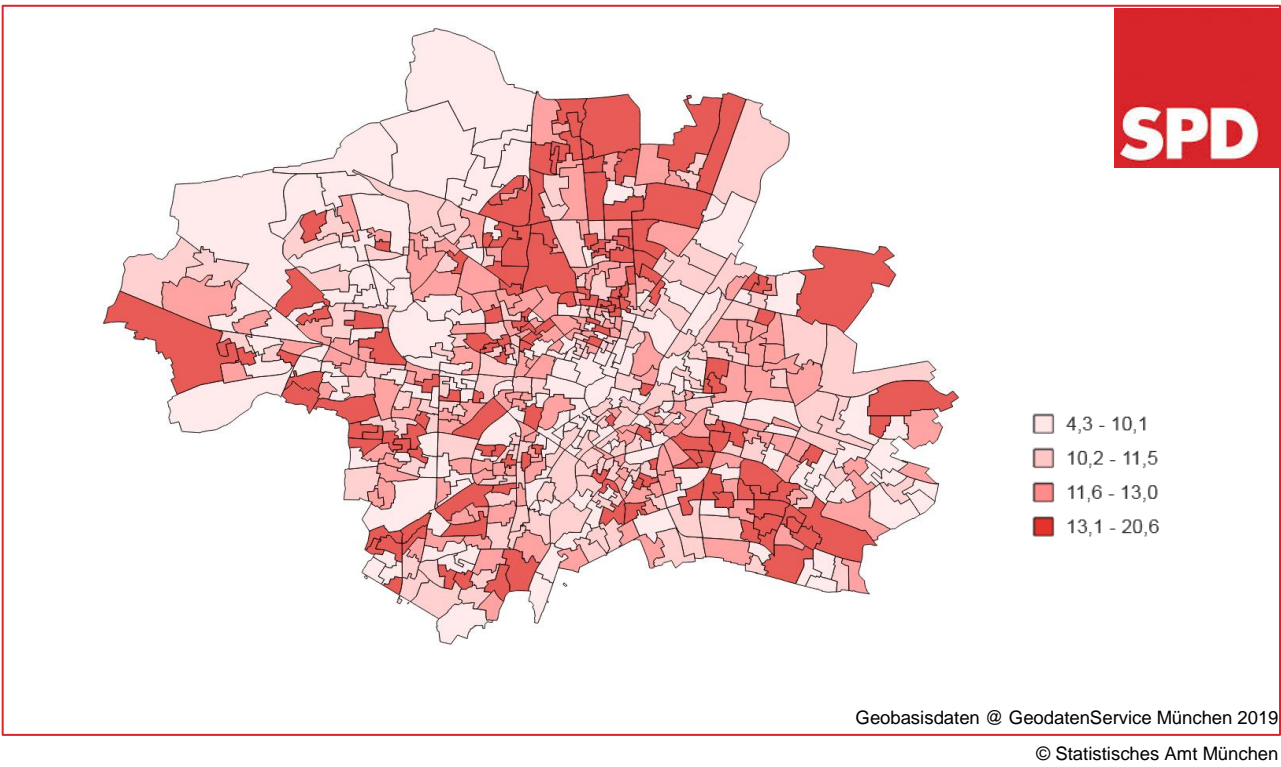 SPD
4,3 - 10,1
10,2 - 11,5
11,6 - 13,0
13,1 - 20,6
Geobasisdaten @ GeodatenService München 2019
© Statistisches Amt München